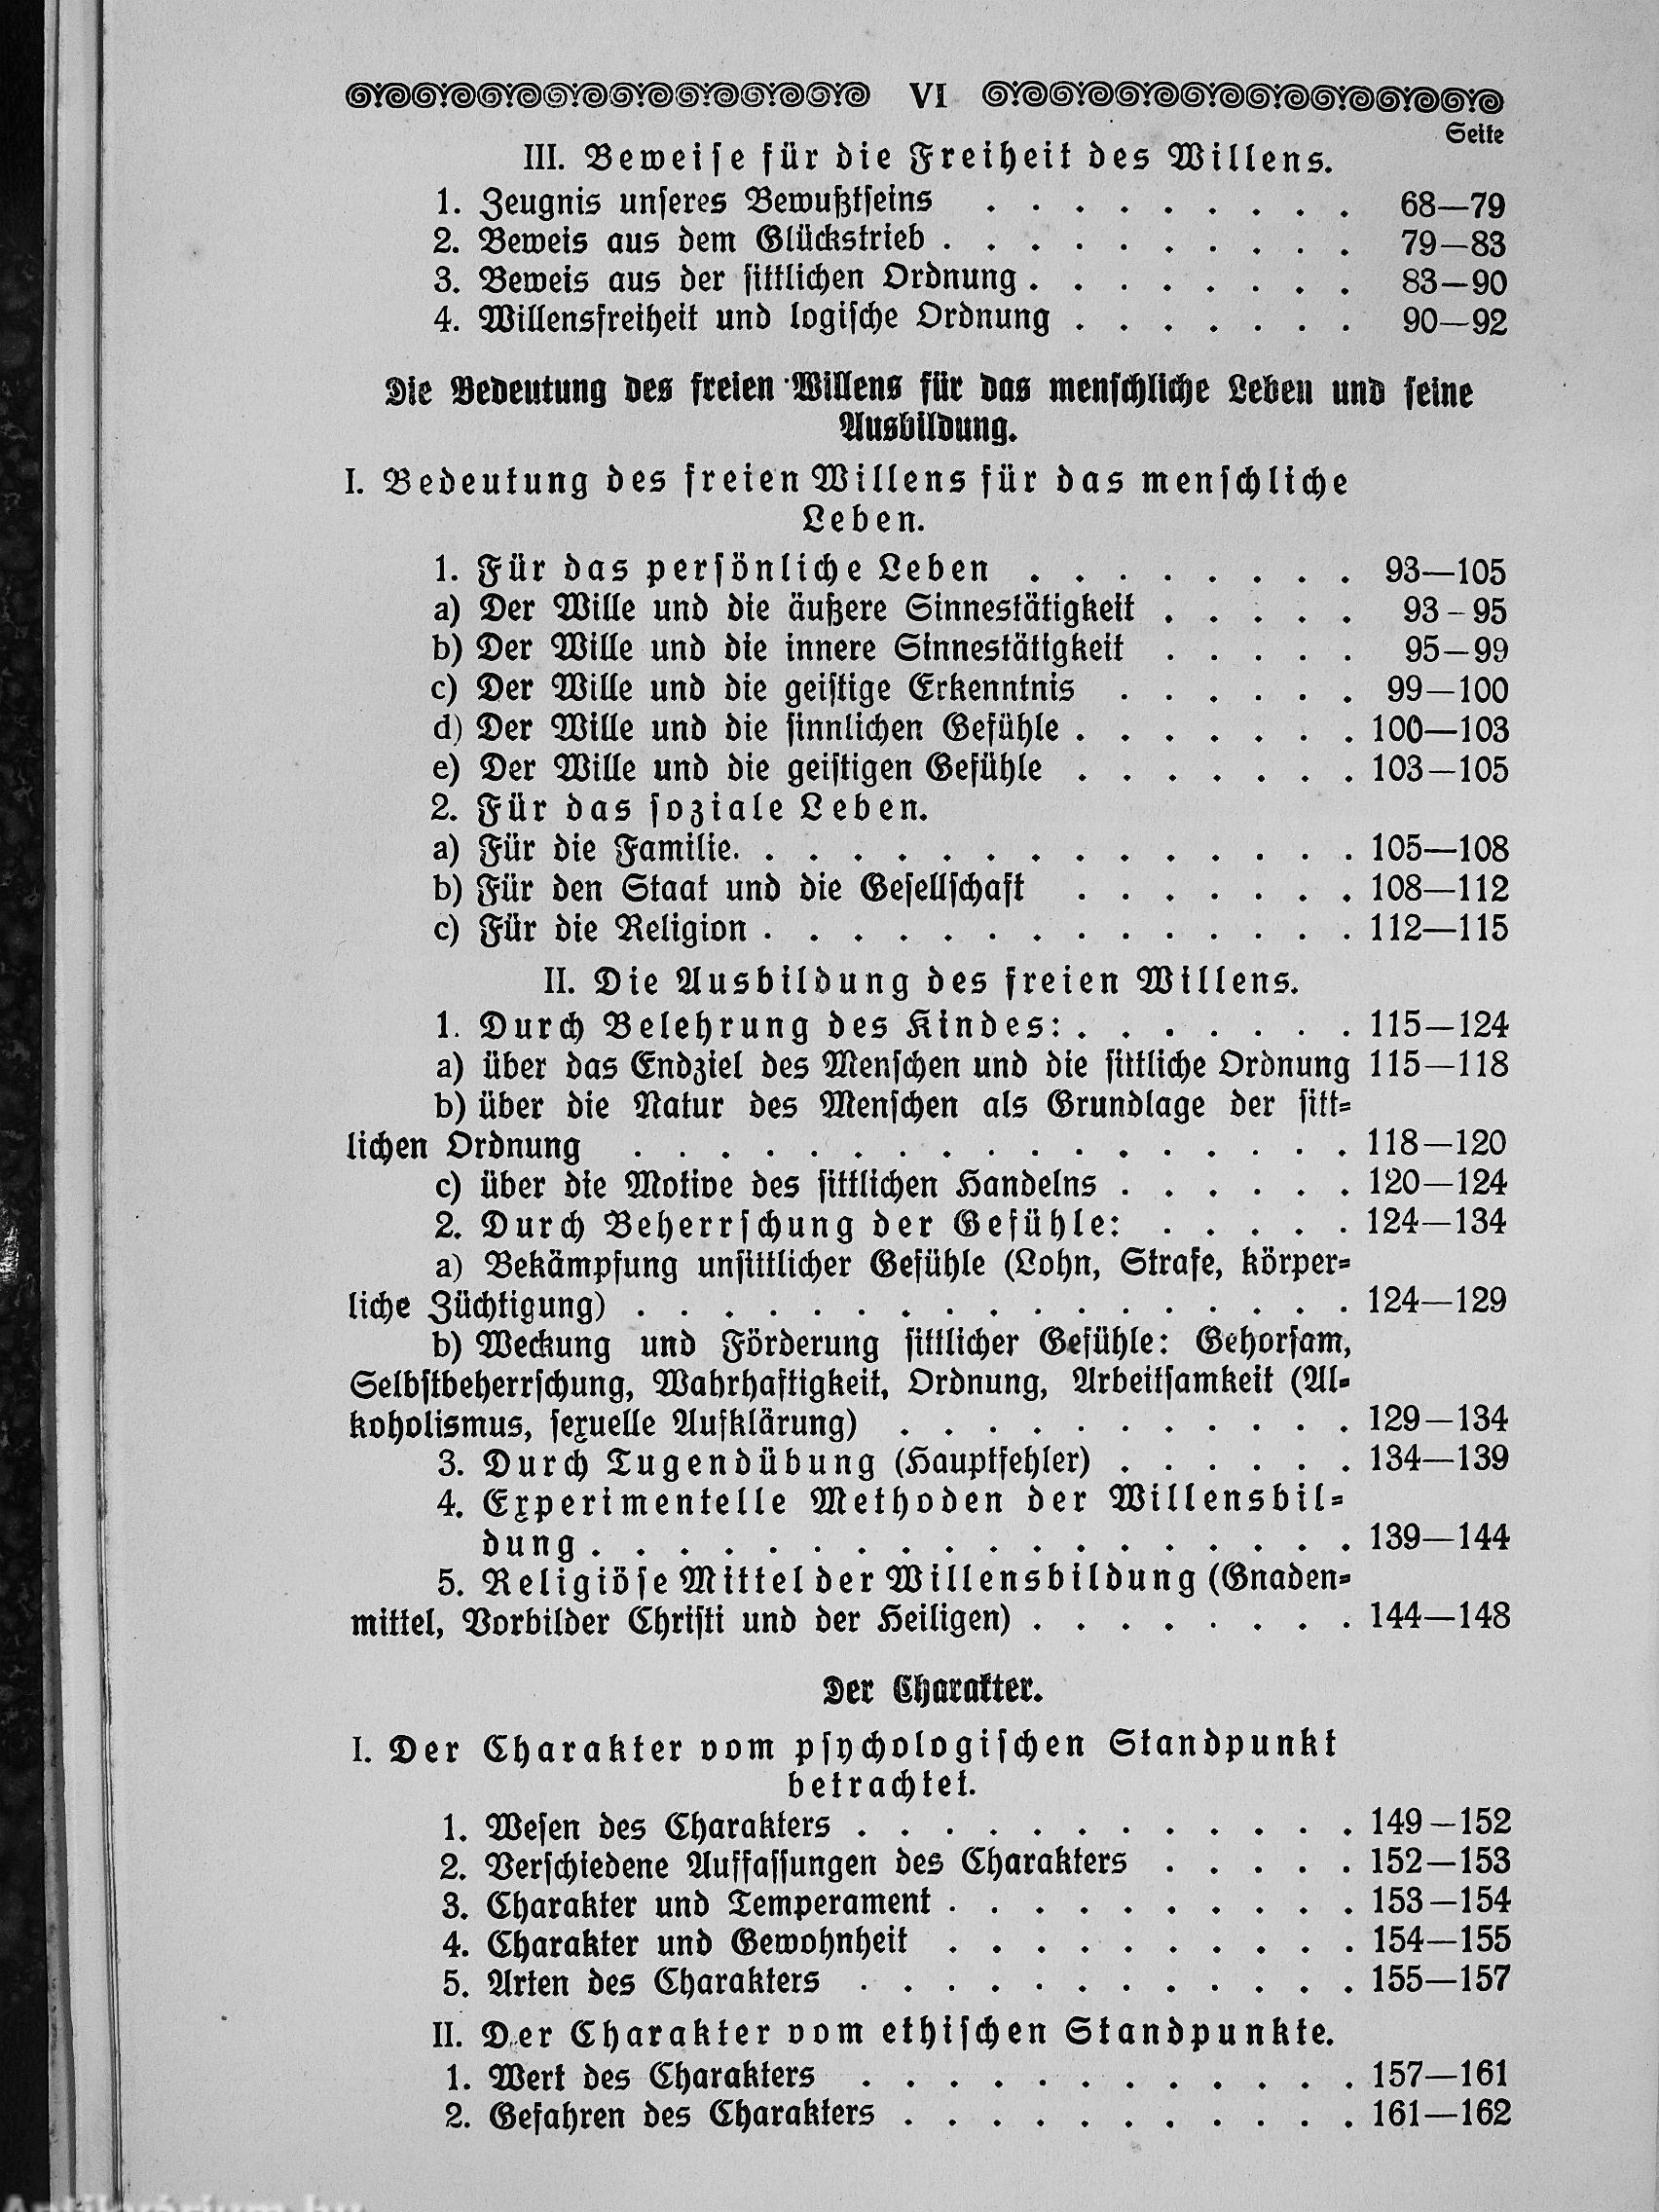 VI
Seite
III. Beweiſe für die Freiheit des Willens.
1. Zeugnis unſeres Bewußtſeins . . . . . . . . . 68—79
2. Beweis aus dem Glückstrieb . . . . . . . . . . 79—83
3. Beweis aus der ſittlichen Ordnung . . . . . . . . 83—90
4. Willensfreiheit und logiſche Ordnung . . . . . . . 90—92
Die Bedeutung des freien Willens für das menſchliche Leben und ſeine
Ausbildung.
I. Bedeutung des freien Willens für das menſchliche
Leben.
1. Für das perſönliche Leben . . . . . . . . 93—105
a) Der Wille und die äußere Sinnestätigkeit . . . . . 93-95
b) Der Wille und die innere Sinnestätigkeit . . . . . 95—99
c) Der Wille und die geiſtige Erkenntnis . . . . . . 99—100
d) Der Wille und die ſinnlichen Gefühle . . . . . . . 100—103
e) Der Wille und die geiſtigen Gefühle . . . . . . . 103—105
2. Für das ſoziale Leben.
a) Für die Familie. . . . . . . . . . . . . . . 105—108
b) Für den Staat und die Geſellſchaft . . . . . . . 108—112
c) Für die Religion . . . . . . . . . . . . . . 112—115
II. Die Ausbildung des freien Willens.
1. Durch Belehrung des Kindes: . . . . . . . 115—124
a) über das Endziel des Menſchen und die ſittliche Ordnung 115—118
b) über die Natur des Menſchen als Grundlage der ſitt=
lichen Ordnung . . . . . . . . . . . . . . . . . 118—120
c) über die Motive des ſittlichen Handelns . . . . . . 120—124
2. Durch Beherrſchung der Gefühle: . . . . . 124—134
a) Bekämpfung unſittlicher Gefühle (Lohn, Strafe, körper=
liche Züchtigung) . . . . . . . . . . . . . . . . . 124—129
b) Weckung und Förderung ſittlicher Gefühle: Gehorſam,
Selbſtbeherrſchung, Wahrhaftigkeit, Ordnung, Arbeitſamkeit (Al=
koholismus, ſexuelle Aufklärung) . . . . . . . . . . . 129—134
3. Durch Tugendübung (Hauptfehler) . . . . . . 134—139
4. Experimentelle Methoden der Willensbil=
dung . . . . . . . . . . . . . . . . . . 139—144
5. Religiöſe Mittel der Willensbildung (Gnaden=
mittel, Vorbilder Chriſti und der Heiligen) . . . . . . . . 144—148
Der Charakter.
I. Der Charakter vom pſychologiſchen Standpunkt
betrachtet.
1. Weſen des Charakters . . . . . . . . . . . . 149—152
2. Verſchiedene Auffaſſungen des Charakters . . . . . 152—153
3. Charakter und Temperament . . . . . . . . . . 153—154
4. Charakter und Gewohnheit . . . . . . . . . . 154—155
5. Arten des Charakters . . . . . . . . . . . . 155—157
II. Der Charakter vom ethiſchen Standpunkte.
1. Wert des Charakters . . . . . . . . . . . . 157—161
2. Gefahren des Charakters . . . . . . . . . . . 161—162
Antikvárium.hu